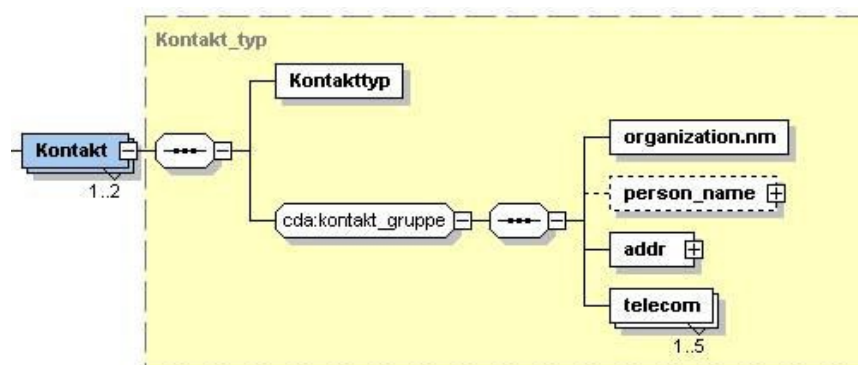 Kontakt_typ
Kontakttyp
Kontakt
1..2
cda:kontakt_gruppe
organization.nm
person_name
addr
telecom
1..5